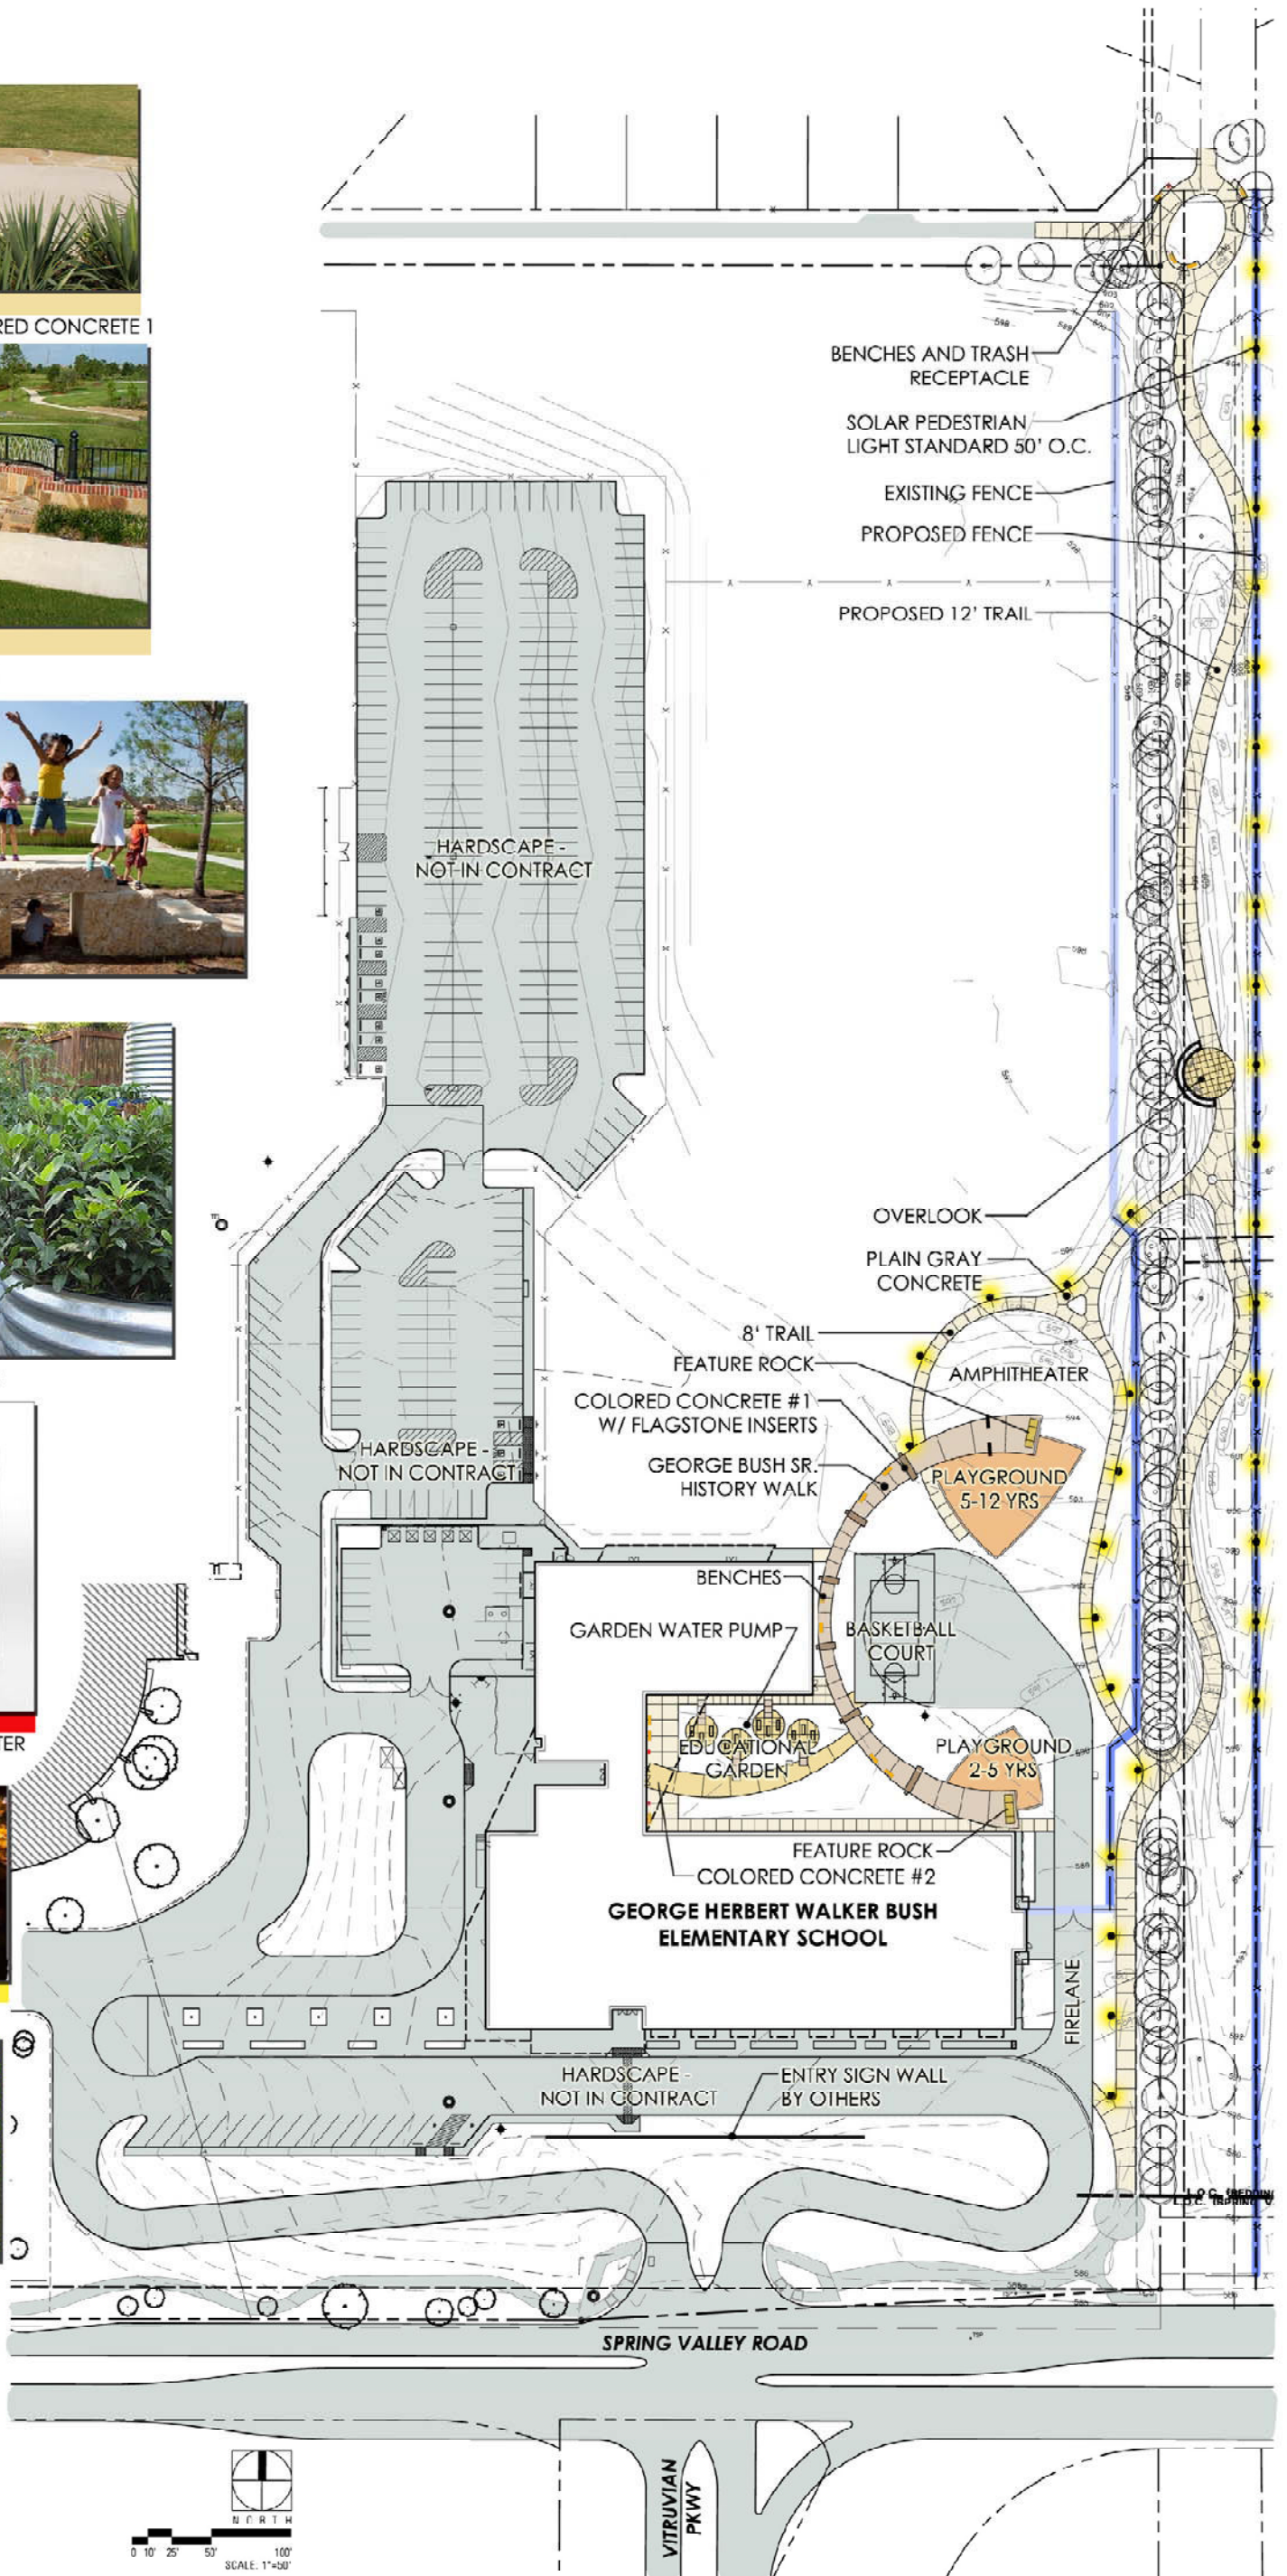 RED CONCRETE 1
BENCHES AND TRASH
RECEPTACLE
SOLAR PEDESTRIAN
LIGHT STANDARD 50' O.C.
EXISTING FENCE
PROPOSED FENCE
PROPOSED 12' TRAIL
HARDSCAPE -
NOT IN CONTRACT
OVERLOOK
PLAIN GRAY
CONCRETE
8' TRAIL
FEATURE ROCK
AMPHITHEATER
COLORED CONCRETE #1
W/ FLAGSTONE INSERTS
HARDSCAPE -
NOT IN CONTRACT
GEORGE BUSH SR.
HISTORY WALK
PLAYGROUND
5-12 YRS
BENCHES
GARDEN WATER PUMP
BASKETBALL
COURT
TER
EDUCATIONAL
GARDEN
PLAYGROUND
2-5 YRS
FEATURE ROCK
COLORED CONCRETE #2
GEORGE HERBERT WALKER BUSH
ELEMENTARY SCHOOL
FIRELANE
HARDSCAPE -
NOT IN CONTRACT
ENTRY SIGN WALL
BY OTHERS
SPRING VALLEY ROAD
VITRUVIAN
PKWY
NORTH
0 10' 25' 50' 100'
SCALE: 1"=50'